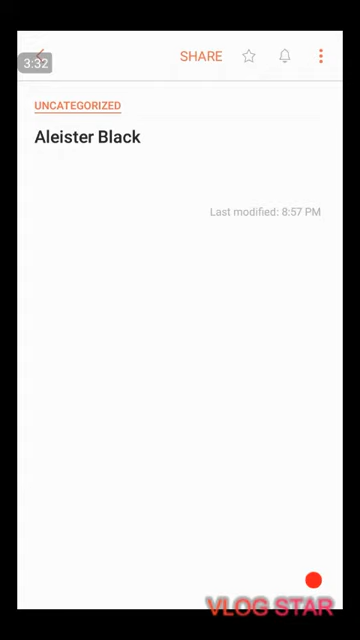 3:32
SHARE
UNCATEGORIZED
Aleister Black
Last modified: 8:57 PM
VLOG STAR